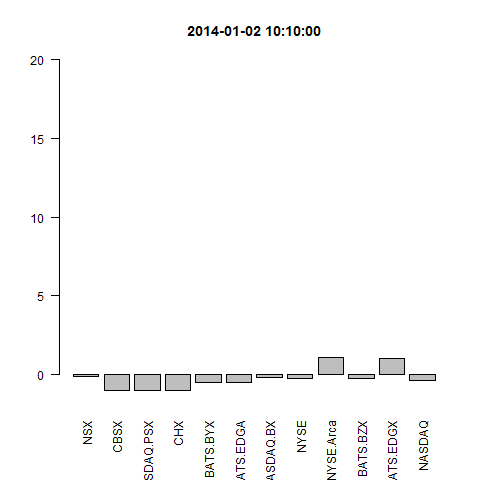 2014-01-02 10:10:00
20
15
10
5
0
NSX
CBSX
SDAQ.PSX
CHX
BATS.BYX
ATS.EDGA
ASDAQ.BX
NYSE
NYSE.Arca
BATS.BZX
ATS.EDGX
NASDAQ